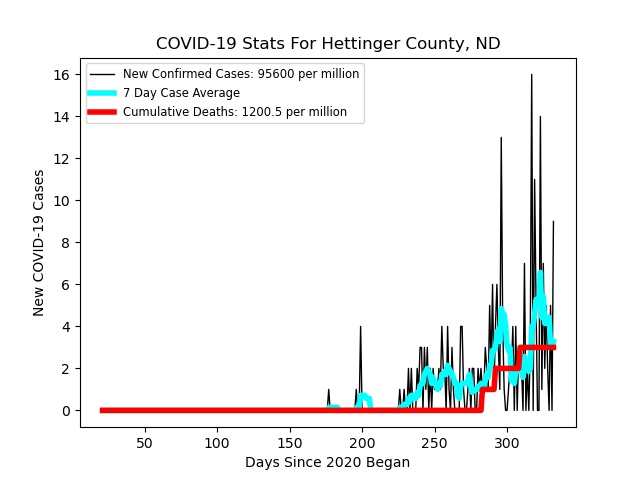 COVID-19 Stats For Hettinger County, ND
New Confirmed Cases: 95600 per million
7 Day Case Average
Cumulative Deaths: 1200.5 per million
New COVID-19 Cases
16
14
12
10
8
6
4
2
0
50 100 150 200 250 300
Days Since 2020 Began